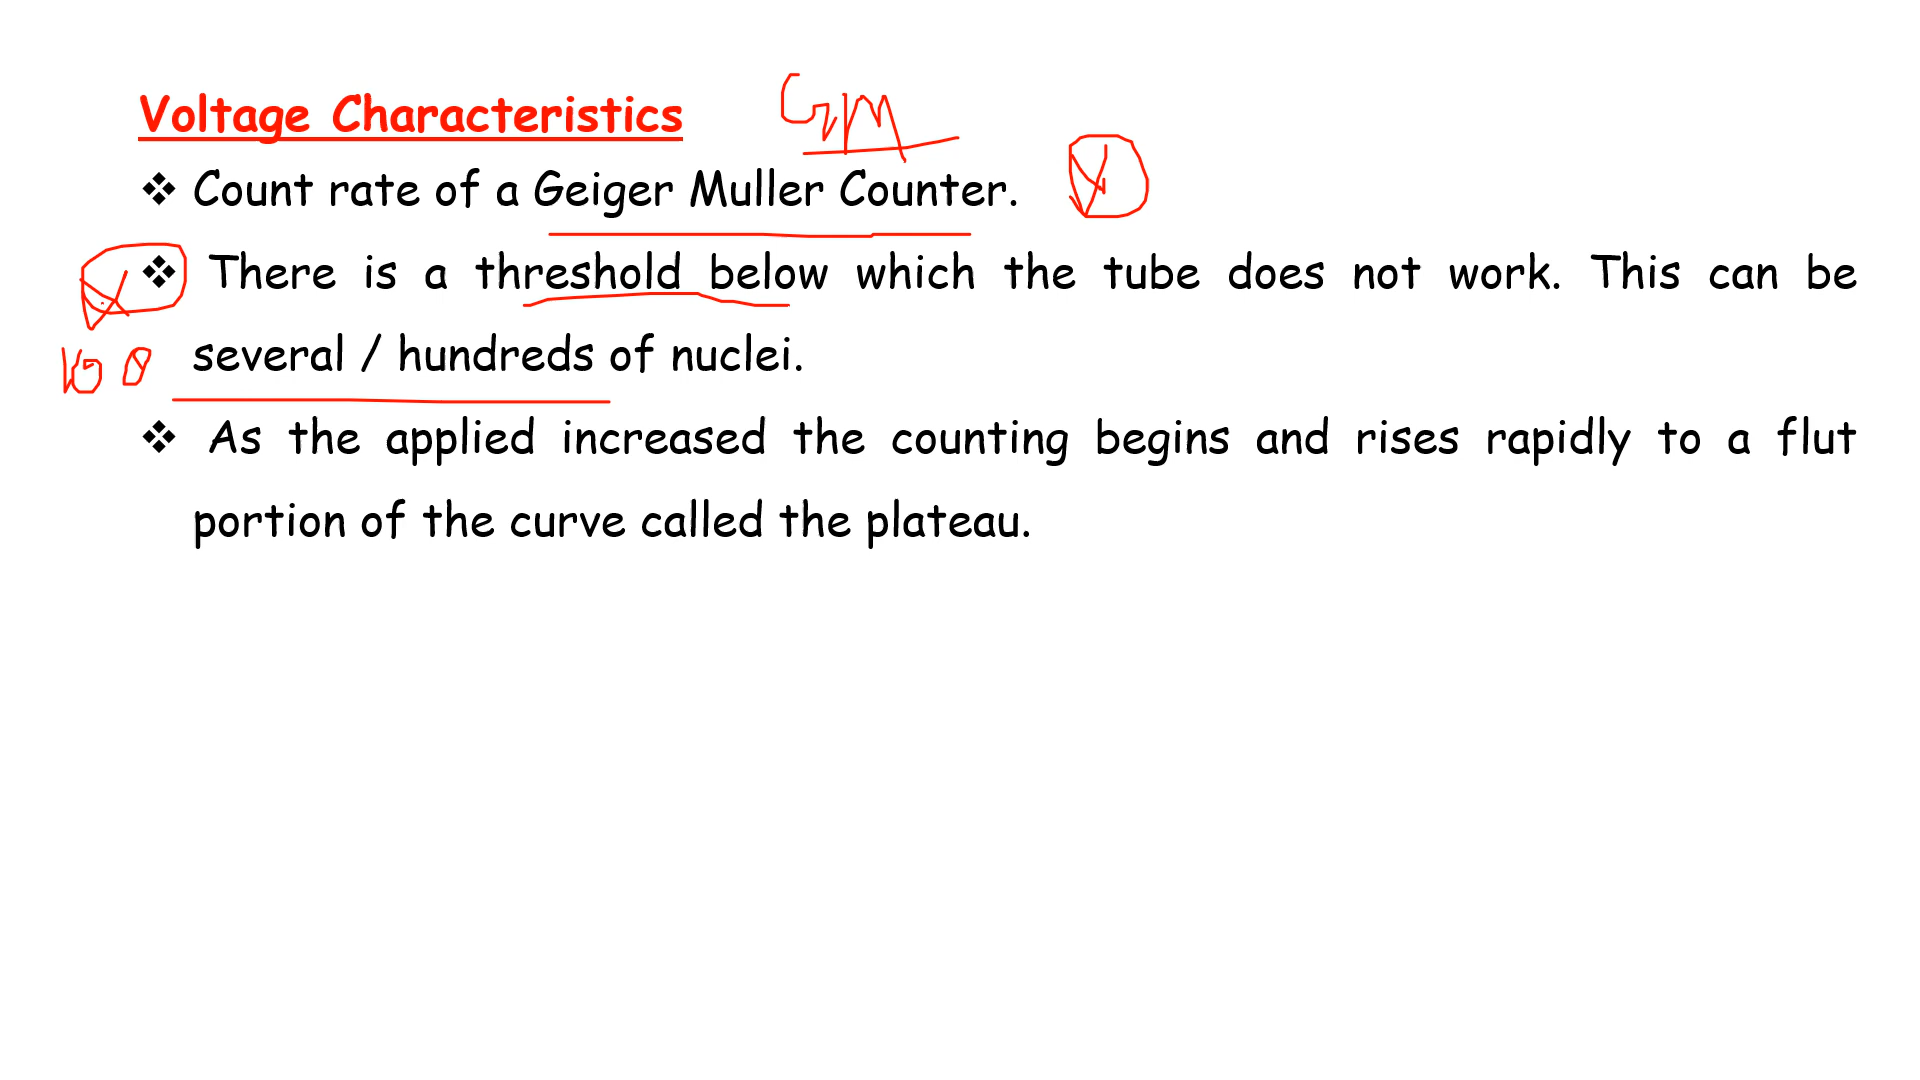 Voltage Characteristics GM
❖ Count rate of a Geiger Muller Counter.
❖ There is a threshold below which the tube does not work. This can be
several / hundreds of nuclei.
❖ As the applied increased the counting begins and rises rapidly to a flut
portion of the curve called the plateau.